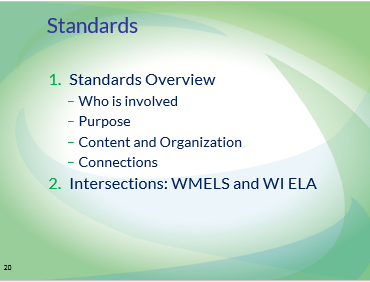 Standards
1. Standards Overview
– Who is involved
– Purpose
– Content and Organization
– Connections
2. Intersections: WMELS and WI ELA
20